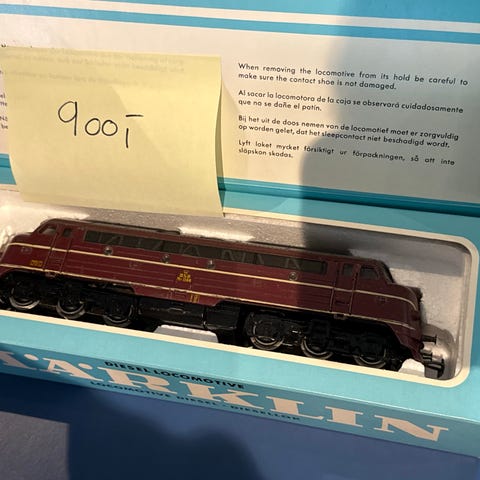 900T
When removing the locomotive from its hold be careful to
make sure the contact shoe is not damaged.
Al sacar la locomotora de la caja se observará cuidadosamente
que no se dañe el patín.
Bij het uit de doos nemen van de locomotief moet er zorgvuldig
op worden gelet, dat het sleepcontact niet beschadigd wordt.
Lyft loket mycket försiktigt ur förpackningen, så att inte
släpskon skadas.
DIESEL LOCOMOTIVE
LOCOMOTIVE DIESEL · DIESELLOK
MÄRKLIN